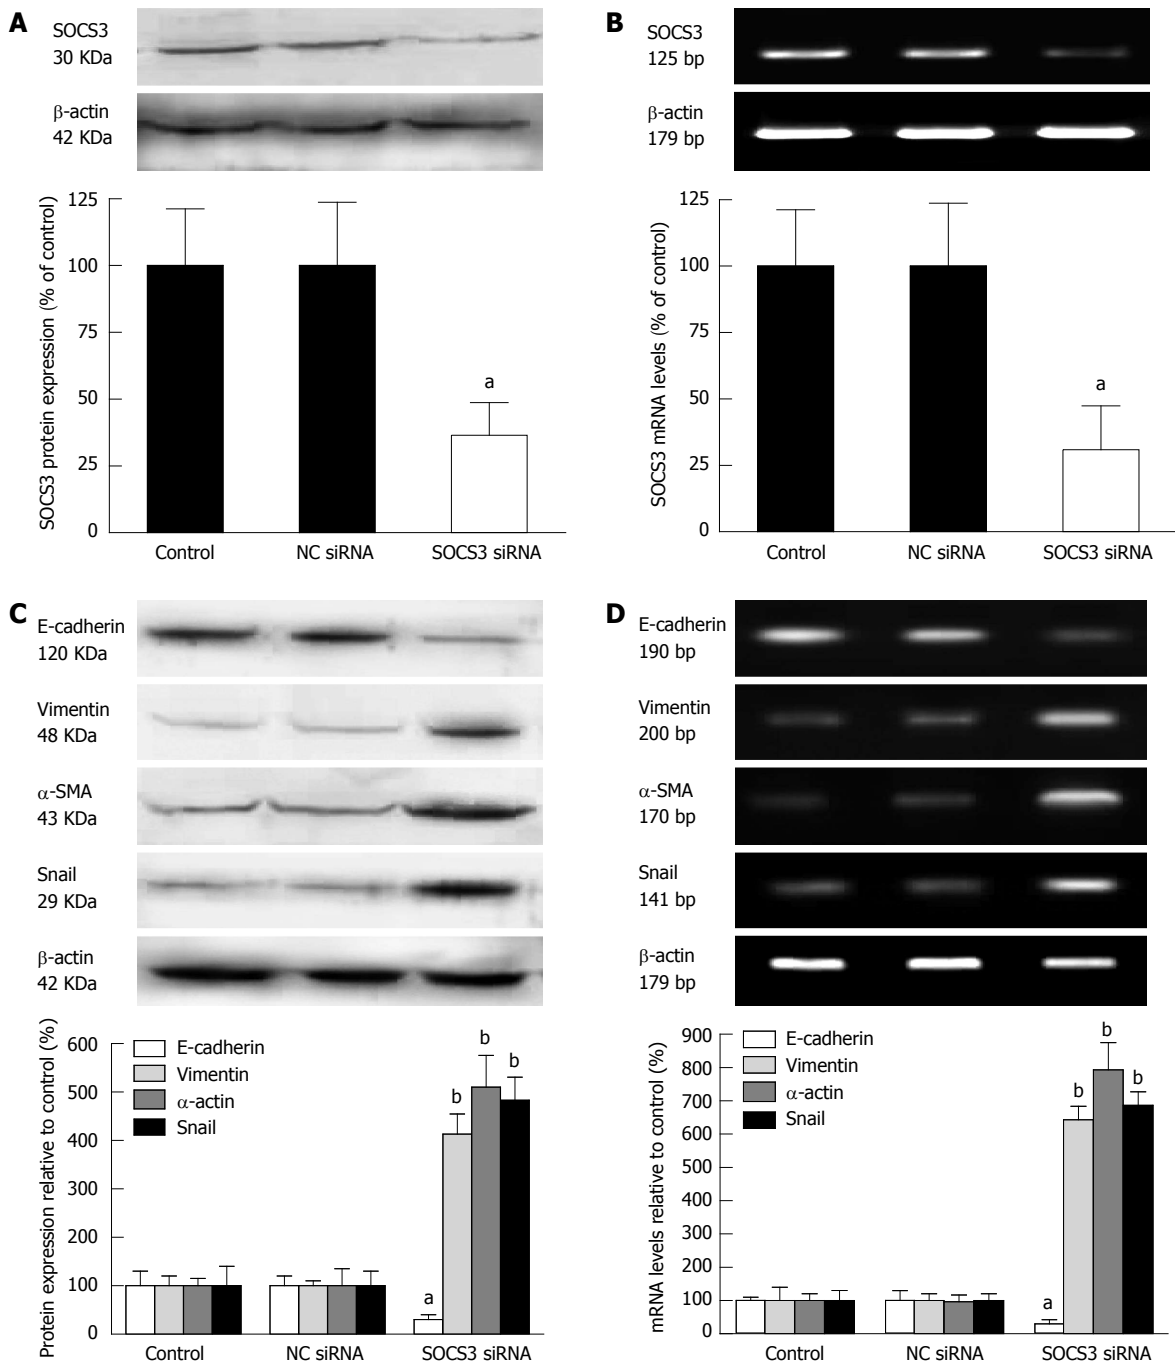 A
SOCS3
30 KDa
β-actin
42 KDa
SOCS3 protein expression (% of control)
125
100
75
50
25
0
a
Control NC siRNA SOCS3 siRNA
B
SOCS3
125 bp
β-actin
179 bp
SOCS3 mRNA levels (% of control)
125
100
75
50
25
0
a
Control NC siRNA SOCS3 siRNA
C
E-cadherin
120 KDa
Vimentin
48 KDa
α-SMA
43 KDa
Snail
29 KDa
β-actin
42 KDa
Protein expression relative to control (%)
600
500
400
300
200
100
0
E-cadherin
Vimentin
α-actin
Snail
a
b
b
b
Control NC siRNA SOCS3 siRNA
D
E-cadherin
190 bp
Vimentin
200 bp
α-SMA
170 bp
Snail
141 bp
β-actin
179 bp
mRNA levels relative to control (%)
900
800
700
600
500
400
300
200
100
0
E-cadherin
Vimentin
α-actin
Snail
a
b
b
b
Control NC siRNA SOCS3 siRNA